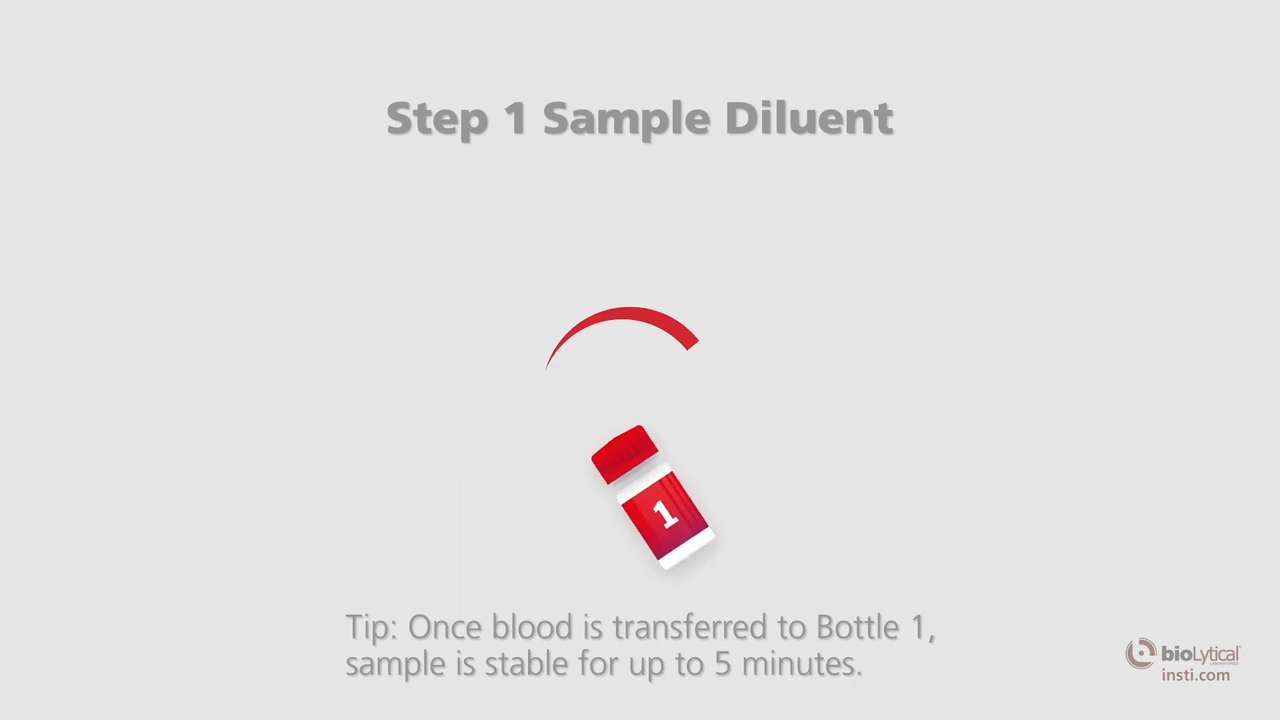 Step 1 Sample Diluent
1
Tip: Once blood is transferred to Bottle 1,
sample is stable for up to 5 minutes.
bioLytical
LABORATORIES
insti.com